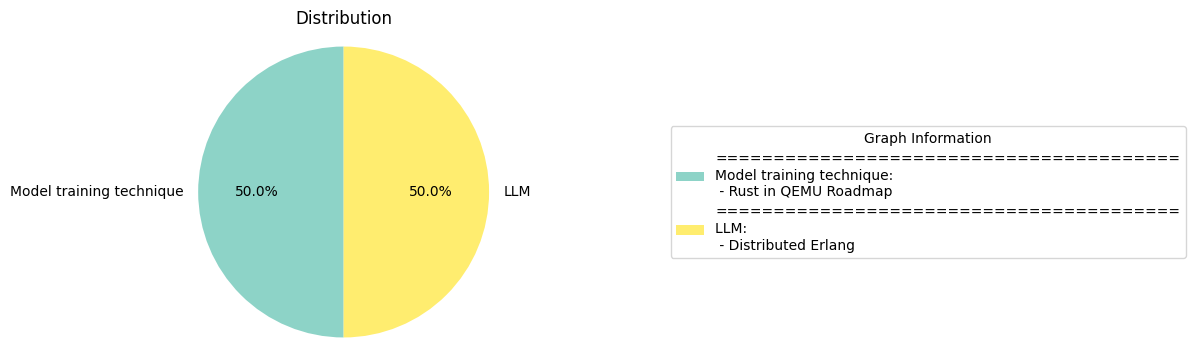 Distribution
Model training technique
50.0%
50.0%
LLM
Graph Information
========================================
Model training technique:
- Rust in QEMU Roadmap
========================================
LLM:
- Distributed Erlang